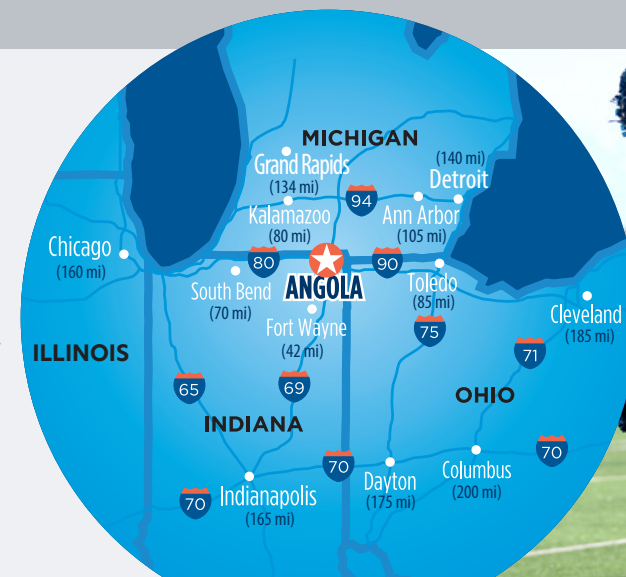 MICHIGAN
(140 mi)
Grand Rapids
Detroit
(134 mi)
94
Kalamazoo
Ann Arbor
(80 mi)
(105 mi)
Chicago
(160 mi)
80
90
South Bend
ANGOLA
Toledo
(70 mi)
(85 mi)
Fort Wayne
(42 mi)
75
Cleveland
(185 mi)
ILLINOIS
71
65
69
OHIO
INDIANA
70
70
Dayton
(175 mi)
Columbus
(200 mi)
70
Indianapolis
(165 mi)